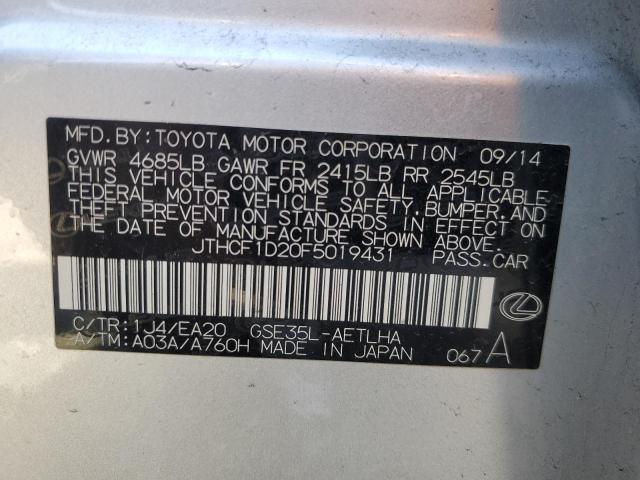 MFD. BY: TOYOTA MOTOR CORPORATION 09/14
GVWR 4685LB GAWR FR 2415LB RR 2545LB
THIS VEHICLE CONFORMS TO ALL APPLICABLE
FEDERAL MOTOR VEHICLE SAFETY, BUMPER, AND
THEFT PREVENTION STANDARDS IN EFFECT ON
THE DATE OF MANUFACTURE SHOWN ABOVE.
JTHCF1D20F5019431 PASS. CAR
C/TR: 1J4/EA20 GSE35L-AETLHA
A/TM: A03A/A760H MADE IN JAPAN 067 A